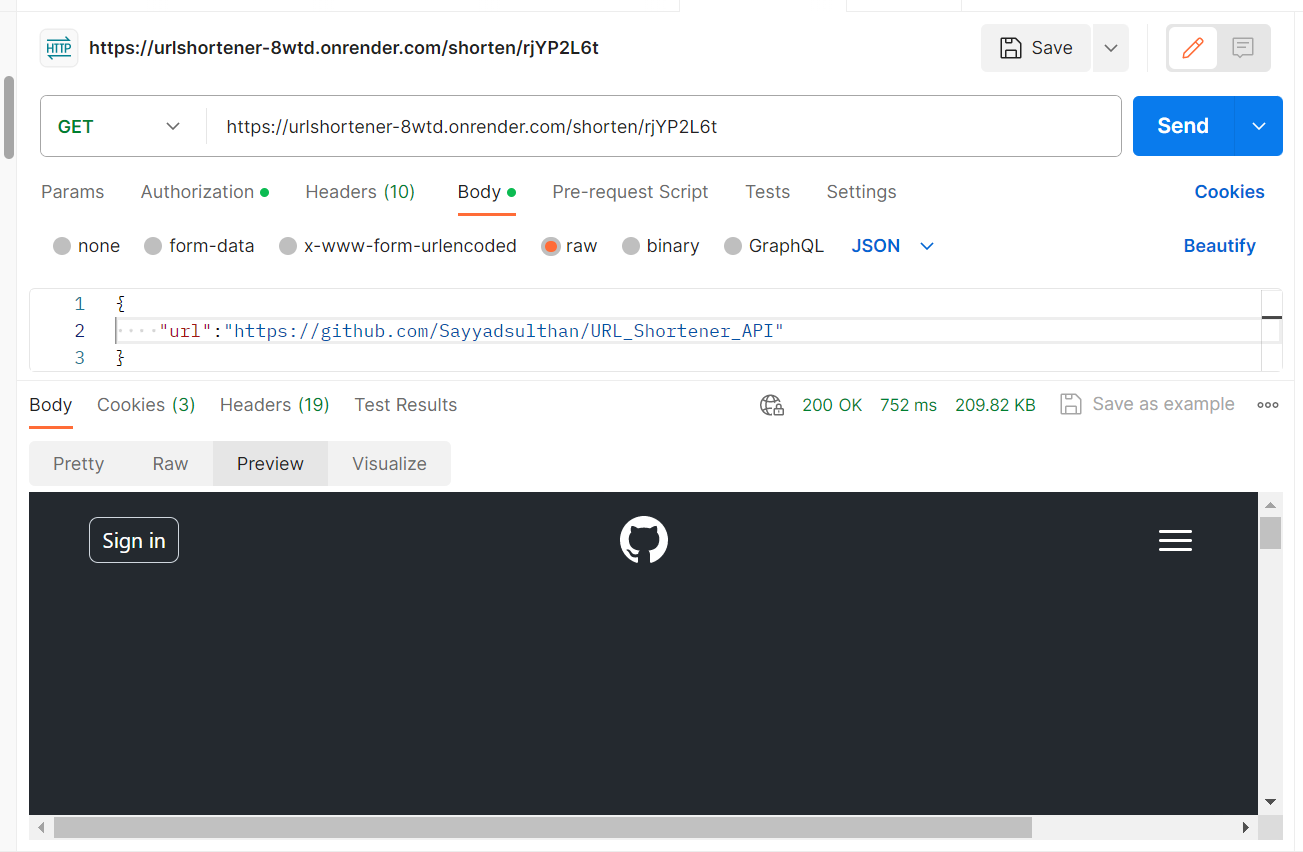 HTTP https://urlshortener-8wtd.onrender.com/shorten/rjYP2L6t Save
GET https://urlshortener-8wtd.onrender.com/shorten/rjYP2L6t Send
Params Authorization Headers (10) Body Pre-request Script Tests Settings Cookies
none form-data x-www-form-urlencoded raw binary GraphQL JSON Beautify
1 {
2 ····"url":"https://github.com/Sayyadsulthan/URL_Shortener_API"
3 }
Body Cookies (3) Headers (19) Test Results 200 OK 752 ms 209.82 KB Save as example
Pretty Raw Preview Visualize
Sign in